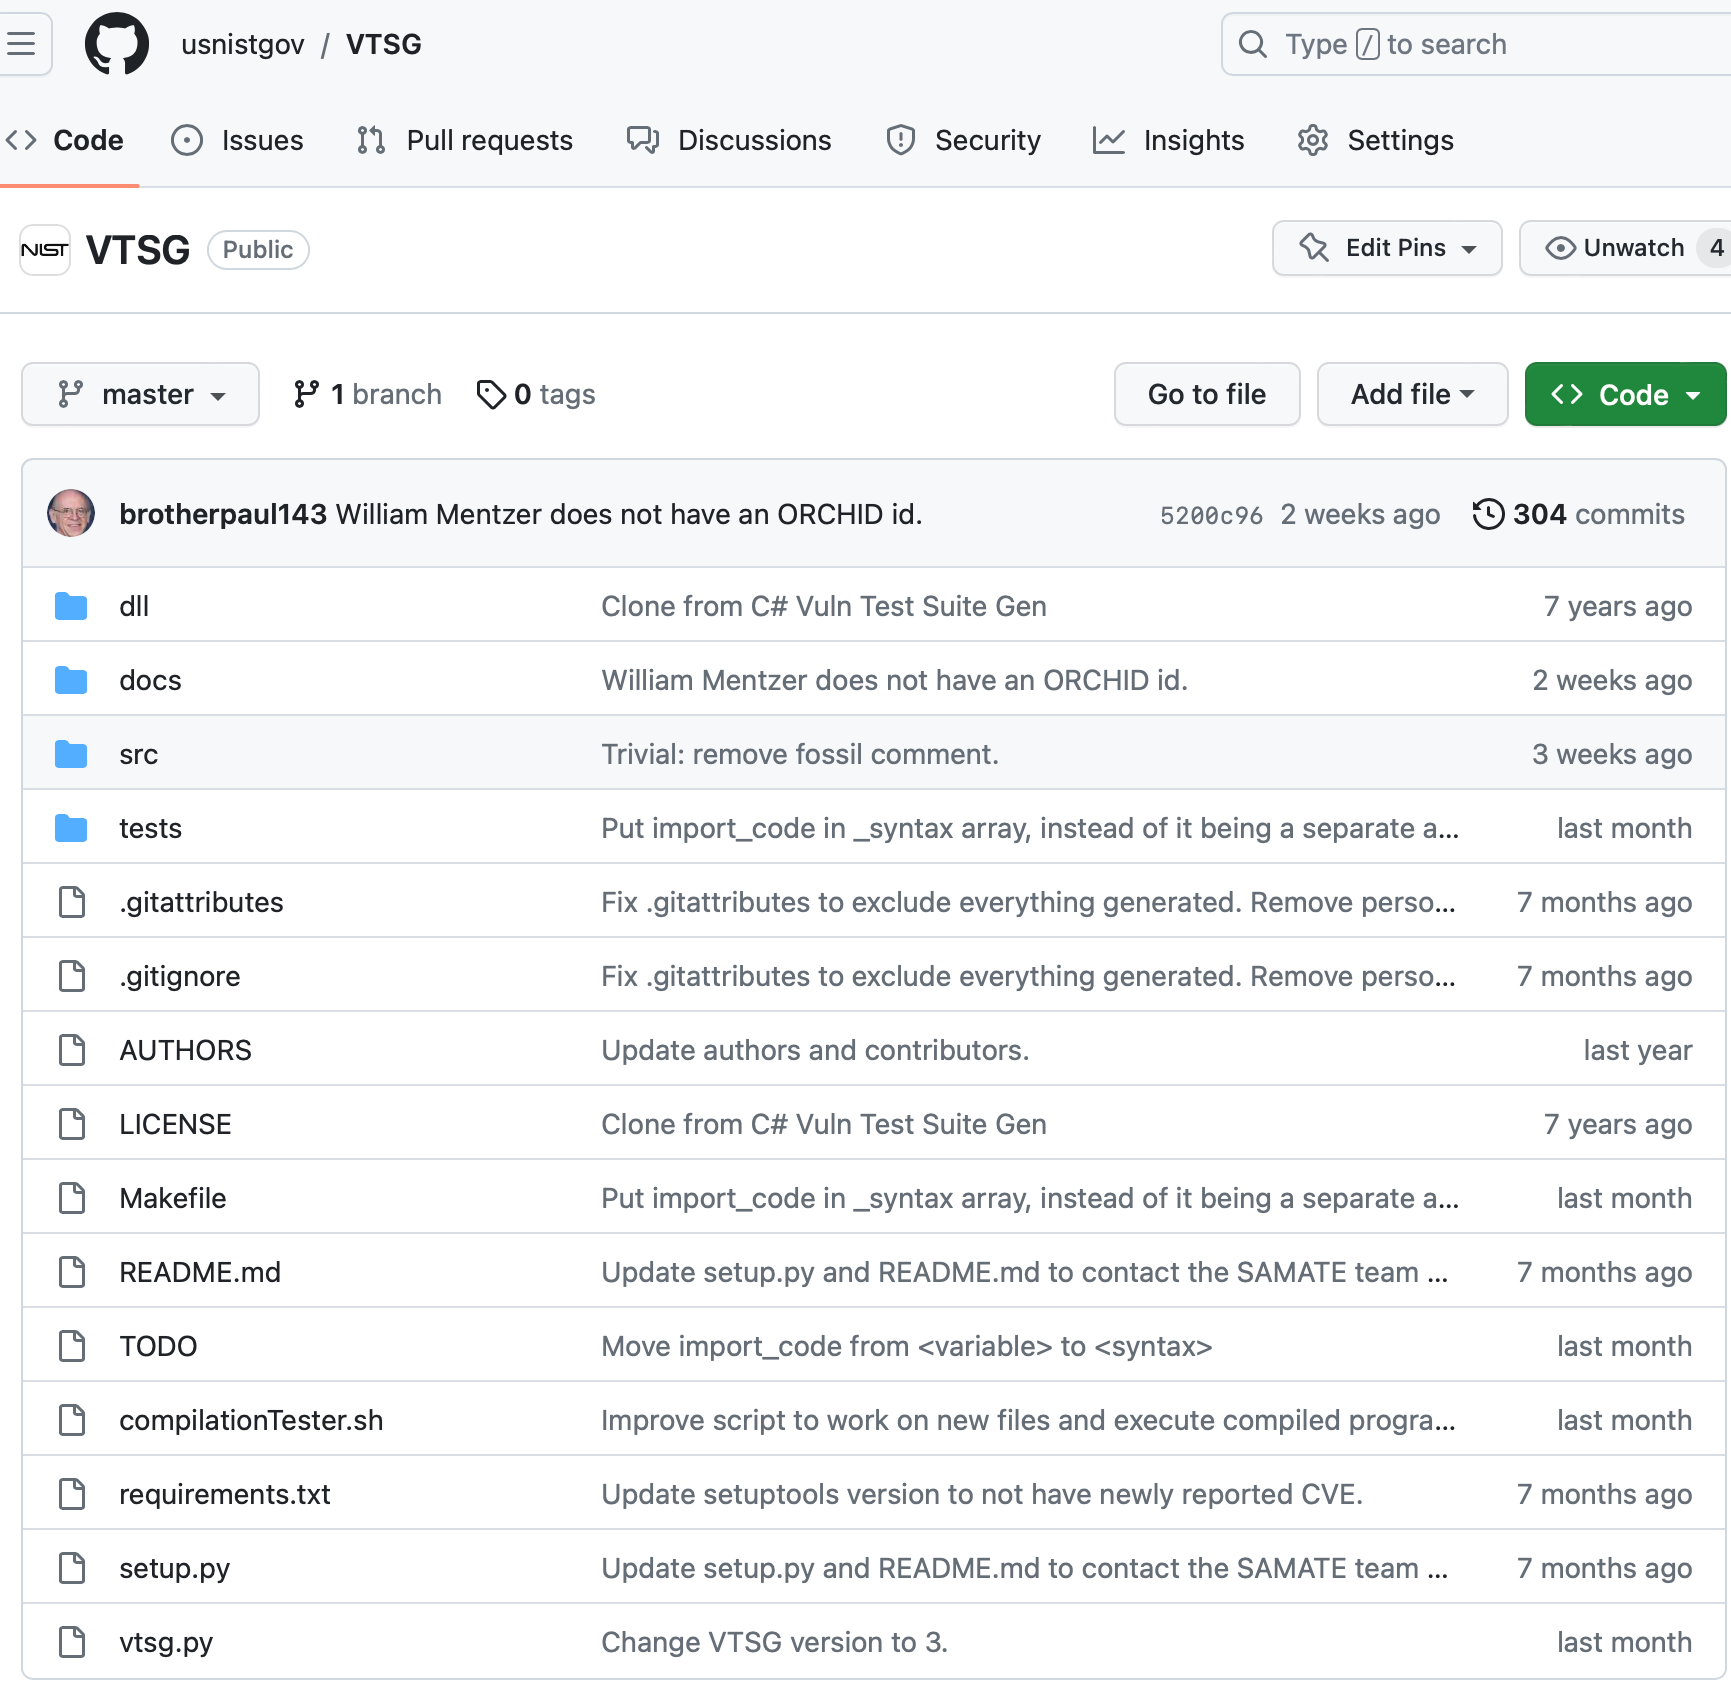 usnistgov / VTSG
Type / to search
Code Issues Pull requests Discussions Security Insights Settings
NIST VTSG Public Edit Pins Unwatch 4
master 1 branch 0 tags Go to file Add file Code
brotherpaul143 William Mentzer does not have an ORCHID id. 5200c96 2 weeks ago 304 commits
dll Clone from C# Vuln Test Suite Gen 7 years ago
docs William Mentzer does not have an ORCHID id. 2 weeks ago
src Trivial: remove fossil comment. 3 weeks ago
tests Put import_code in _syntax array, instead of it being a separate a... last month
.gitattributes Fix .gitattributes to exclude everything generated. Remove perso... 7 months ago
.gitignore Fix .gitattributes to exclude everything generated. Remove perso... 7 months ago
AUTHORS Update authors and contributors. last year
LICENSE Clone from C# Vuln Test Suite Gen 7 years ago
Makefile Put import_code in _syntax array, instead of it being a separate a... last month
README.md Update setup.py and README.md to contact the SAMATE team ... 7 months ago
TODO Move import_code from <variable> to <syntax> last month
compilationTester.sh Improve script to work on new files and execute compiled progra... last month
requirements.txt Update setuptools version to not have newly reported CVE. 7 months ago
setup.py Update setup.py and README.md to contact the SAMATE team ... 7 months ago
vtsg.py Change VTSG version to 3. last month